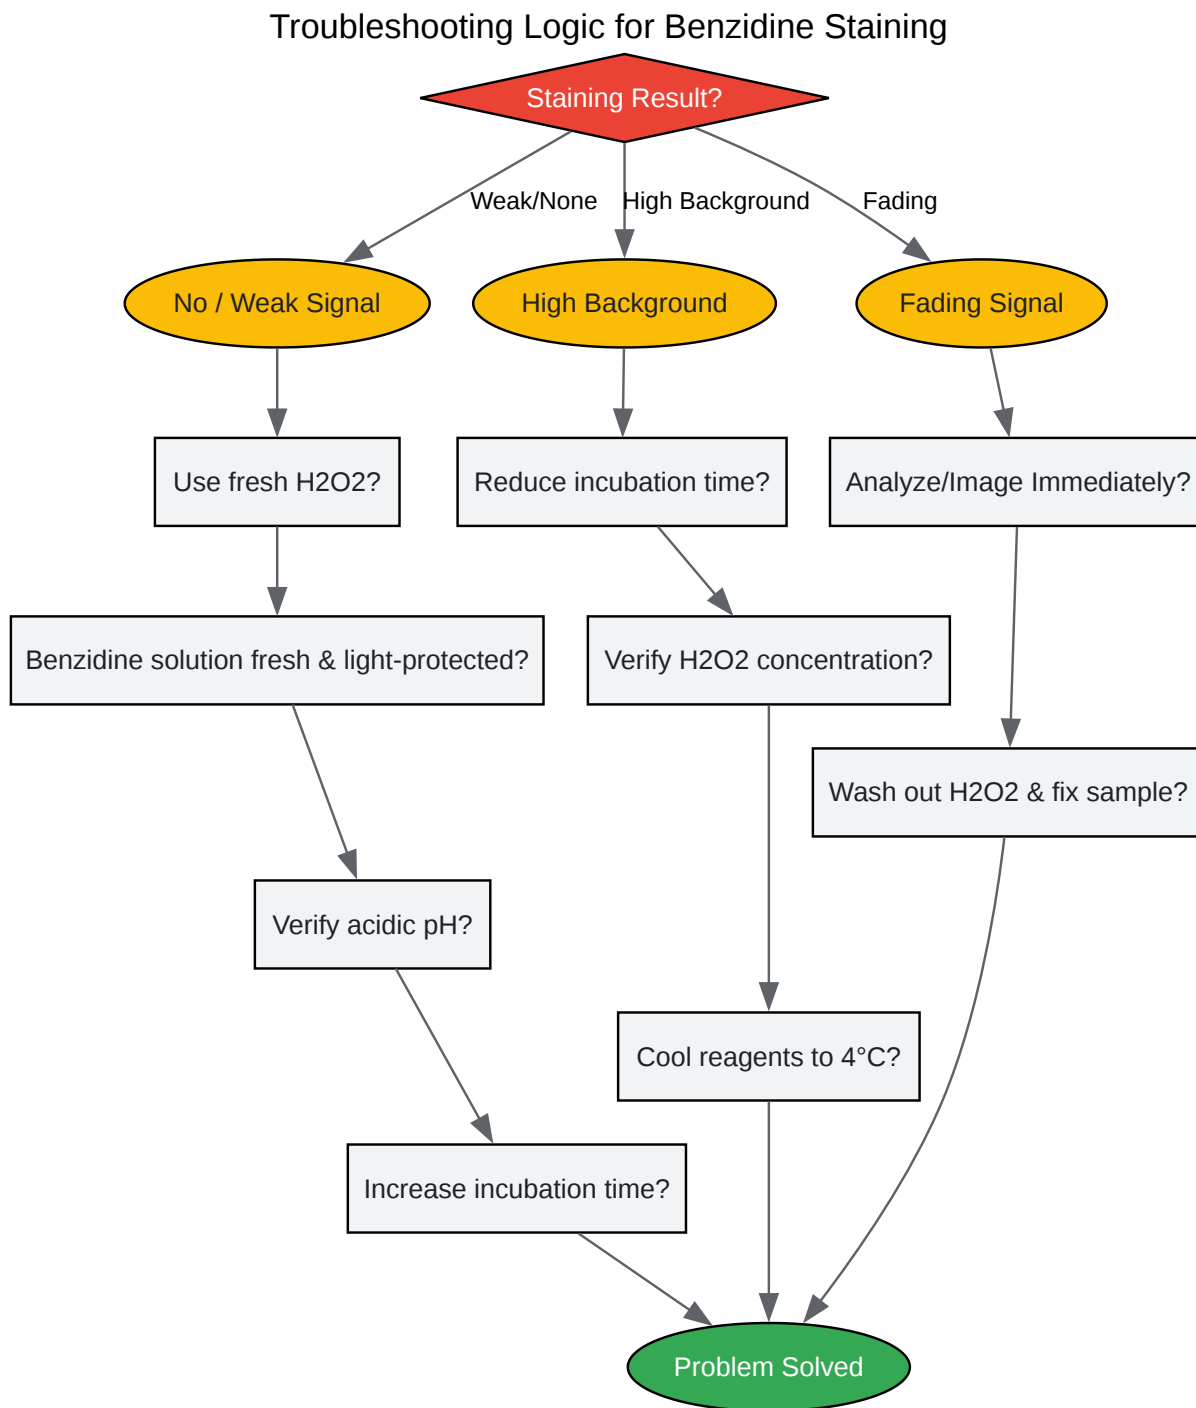 Troubleshooting Logic for Benzidine Staining
Staining Result?
Weak/None
High Background
Fading
No / Weak Signal
High Background
Fading Signal
Use fresh H2O2?
Reduce incubation time?
Analyze/Image Immediately?
Benzidine solution fresh & light-protected?
Verify H2O2 concentration?
Wash out H2O2 & fix sample?
Verify acidic pH?
Cool reagents to 4°C?
Increase incubation time?
Problem Solved